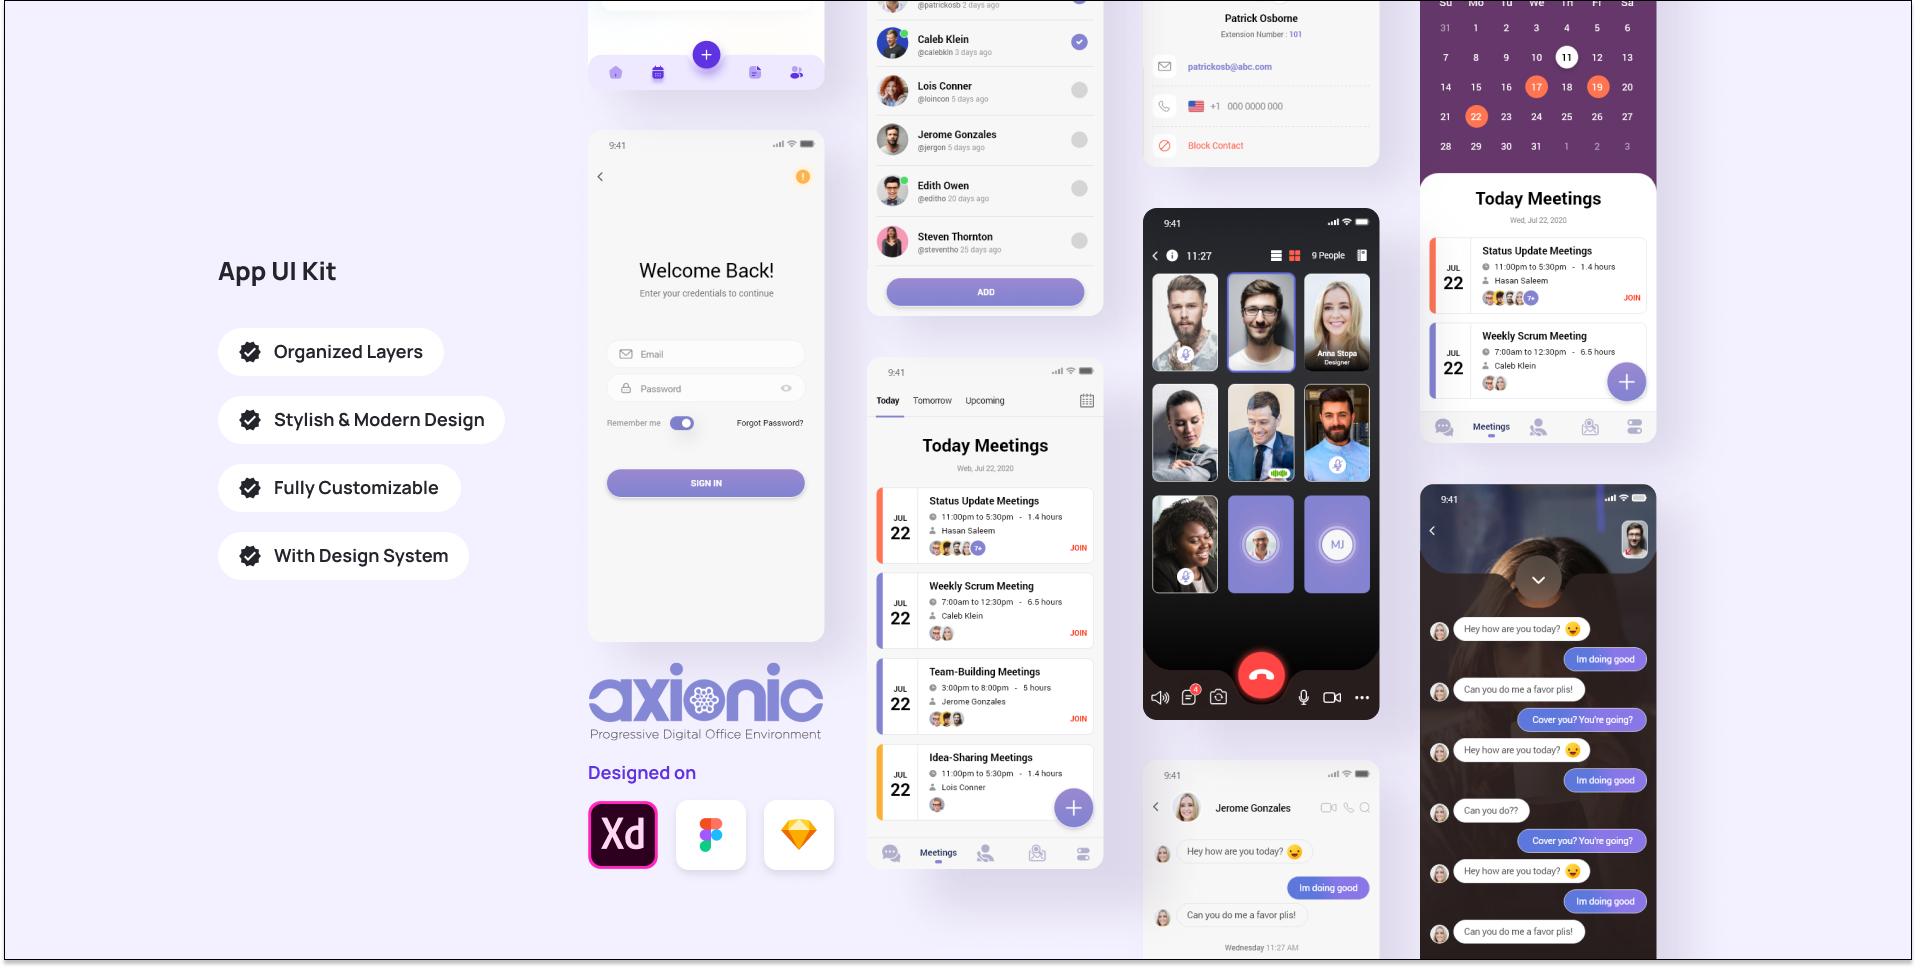 App UI Kit
Organized Layers
Stylish & Modern Design
Fully Customizable
With Design System
9:41
Welcome Back!
Enter your credentials to continue
Email
Password
Remember me
Forgot Password?
SIGN IN
axionic
Progressive Digital Office Environment
Designed on
Xd
@patrickosb 2 days ago
Caleb Klein
@calebkin 3 days ago
Lois Conner
@loincon 5 days ago
Jerome Gonzales
@jergon 5 days ago
Edith Owen
@editho 20 days ago
Steven Thornton
@steventho 25 days ago
ADD
9:41
Today Tomorrow Upcoming
Today Meetings
Web, Jul 22, 2020
JUL
22
Status Update Meetings
11:00pm to 5:30pm - 1.4 hours
Hasan Saleem
7+
JOIN
JUL
22
Weekly Scrum Meeting
7:00am to 12:30pm - 6.5 hours
Caleb Klein
JOIN
JUL
22
Team-Building Meetings
3:00pm to 8:00pm - 5 hours
Jerome Gonzales
JOIN
JUL
22
Idea-Sharing Meetings
11:00pm to 5:30pm - 1.4 hours
Lois Conner
Meetings
Patrick Osborne
Extension Number : 101
patrickosb@abc.com
+1 000 0000 000
Block Contact
9:41
11:27
9 People
Anna Stopa
Designer
MJ
4
9:41
Jerome Gonzales
Hey how are you today?
Im doing good
Can you do me a favor plis!
Wednesday 11:27 AM
Su Mo Tu We Th Fr Sa
31 1 2 3 4 5 6
7 8 9 10 11 12 13
14 15 16 17 18 19 20
21 22 23 24 25 26 27
28 29 30 31 1 2 3
Today Meetings
Wed, Jul 22, 2020
JUL
22
Status Update Meetings
11:00pm to 5:30pm - 1.4 hours
Hasan Saleem
7+
JOIN
JUL
22
Weekly Scrum Meeting
7:00am to 12:30pm - 6.5 hours
Caleb Klein
Meetings
9:41
Hey how are you today?
Im doing good
Can you do me a favor plis!
Cover you? You're going?
Hey how are you today?
Im doing good
Can you do??
Cover you? You're going?
Hey how are you today?
Im doing good
Can you do me a favor plis!